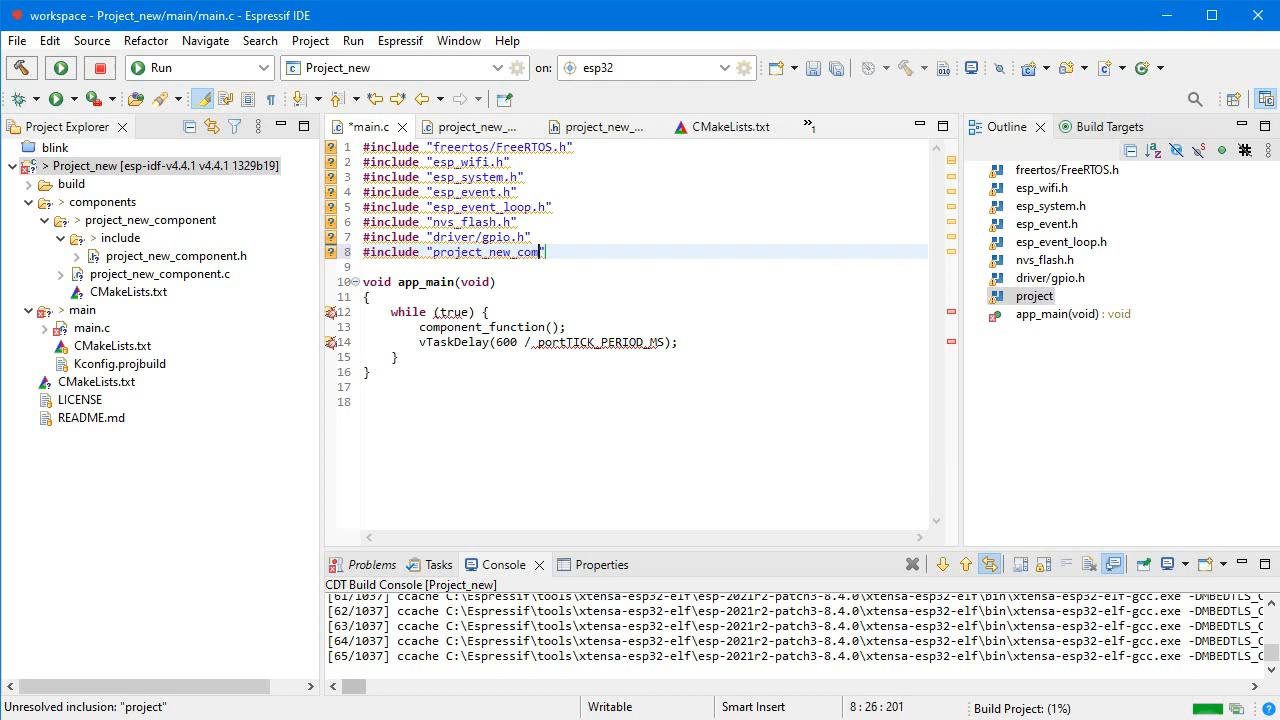 workspace - Project_new/main/main.c - Espressif IDE
File Edit Source Refactor Navigate Search Project Run Espressif Window Help
Run Project_new on: esp32
Project Explorer
blink
> Project_new [esp-idf-v4.4.1 v4.4.1 1329b19]
build
> components
> project_new_component
> include
> project_new_component.h
> project_new_component.c
CMakeLists.txt
> main
> main.c
CMakeLists.txt
Kconfig.projbuild
CMakeLists.txt
LICENSE
README.md
*main.c project_new_... project_new_... CMakeLists.txt »1
1 #include "freertos/FreeRTOS.h"
2 #include "esp_wifi.h"
3 #include "esp_system.h"
4 #include "esp_event.h"
5 #include "esp_event_loop.h"
6 #include "nvs_flash.h"
7 #include "driver/gpio.h"
8 #include "project_new_com"
9
10 void app_main(void)
11 {
12 while (true) {
13 component_function();
14 vTaskDelay(600 / portTICK_PERIOD_MS);
15 }
16 }
17
18
Outline Build Targets
freertos/FreeRTOS.h
esp_wifi.h
esp_system.h
esp_event.h
esp_event_loop.h
nvs_flash.h
driver/gpio.h
project
app_main(void) : void
Problems Tasks Console Properties
CDT Build Console [Project_new]
[61/1037] ccache C:\Espressif\tools\xtensa-esp32-elf\esp-2021r2-patch3-8.4.0\xtensa-esp32-elf\bin\xtensa-esp32-elf-gcc.exe -DMBEDTLS_C
[62/1037] ccache C:\Espressif\tools\xtensa-esp32-elf\esp-2021r2-patch3-8.4.0\xtensa-esp32-elf\bin\xtensa-esp32-elf-gcc.exe -DMBEDTLS_C
[63/1037] ccache C:\Espressif\tools\xtensa-esp32-elf\esp-2021r2-patch3-8.4.0\xtensa-esp32-elf\bin\xtensa-esp32-elf-gcc.exe -DMBEDTLS_C
[64/1037] ccache C:\Espressif\tools\xtensa-esp32-elf\esp-2021r2-patch3-8.4.0\xtensa-esp32-elf\bin\xtensa-esp32-elf-gcc.exe -DMBEDTLS_C
[65/1037] ccache C:\Espressif\tools\xtensa-esp32-elf\esp-2021r2-patch3-8.4.0\xtensa-esp32-elf\bin\xtensa-esp32-elf-gcc.exe -DMBEDTLS_C
Unresolved inclusion: "project" Writable Smart Insert 8 : 26 : 201 Build Project: (1%)